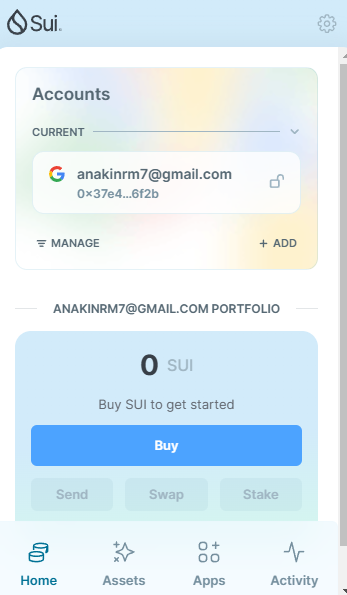 Sui
Accounts
CURRENT
anakinrm7@gmail.com
0×37e4...6f2b
MANAGE
+ ADD
ANAKINRM7@GMAIL.COM PORTFOLIO
0 SUI
Buy SUI to get started
Buy
Send Swap Stake
Home Assets Apps Activity